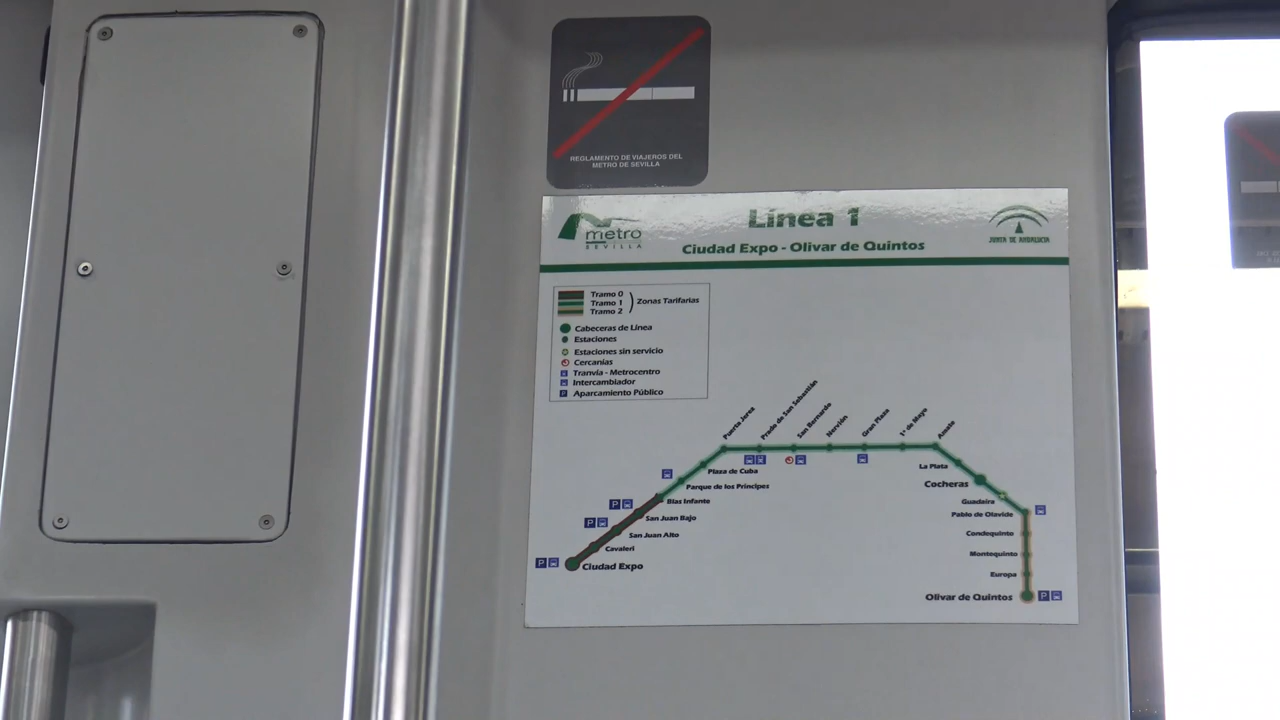 REGLAMENTO DE VIAJEROS DEL
METRO DE SEVILLA
metro
SEVILLA
Línea 1
Ciudad Expo - Olivar de Quintos
JUNTA DE ANDALUCIA
Tramo 0
Tramo 1
Tramo 2
Zonas Tarifarias
Cabeceras de Línea
Estaciones
Estaciones sin servicio
Cercanías
Tranvía - Metrocentro
Intercambiador
P Aparcamiento Público
Puerta Jerez
Prado de San Sebastián
San Bernardo
Nervión
Gran Plaza
1º de Mayo
Amate
Plaza de Cuba
Parque de los Príncipes
P
Blas Infante
P
San Juan Bajo
San Juan Alto
Cavaleri
P
Ciudad Expo
La Plata
Cocheras
Guadaira
Pablo de Olavide
Condequinto
Montequinto
Europa
Olivar de Quintos
P